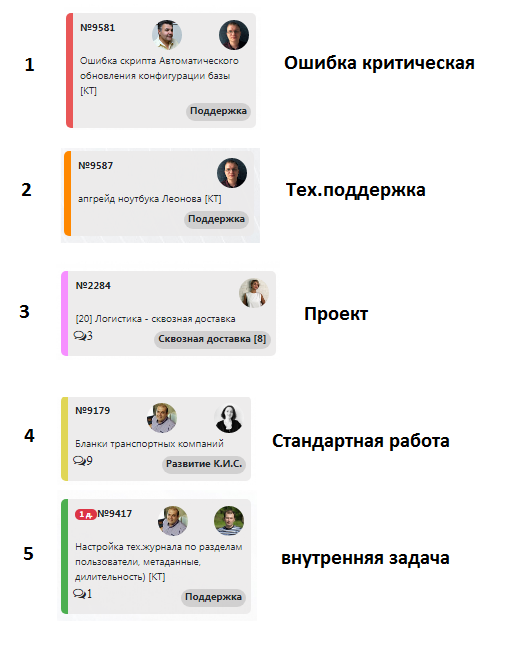 1
№9581
Ошибка скрипта Автоматического
обновления конфигурации базы
[КТ]
Поддержка
Ошибка критическая
2
№9587
апгрейд ноутбука Леонова [КТ]
Поддержка
Тех.поддержка
3
№2284
[20] Логистика - сквозная доставка
3
Сквозная доставка [8]
Проект
4
№9179
Бланки транспортных компаний
9
Развитие К.И.С.
Стандартная работа
5
1 д. №9417
Настройка тех.журнала по разделам
пользователи, метаданные,
дилительность) [КТ]
1
Поддержка
внутренняя задача